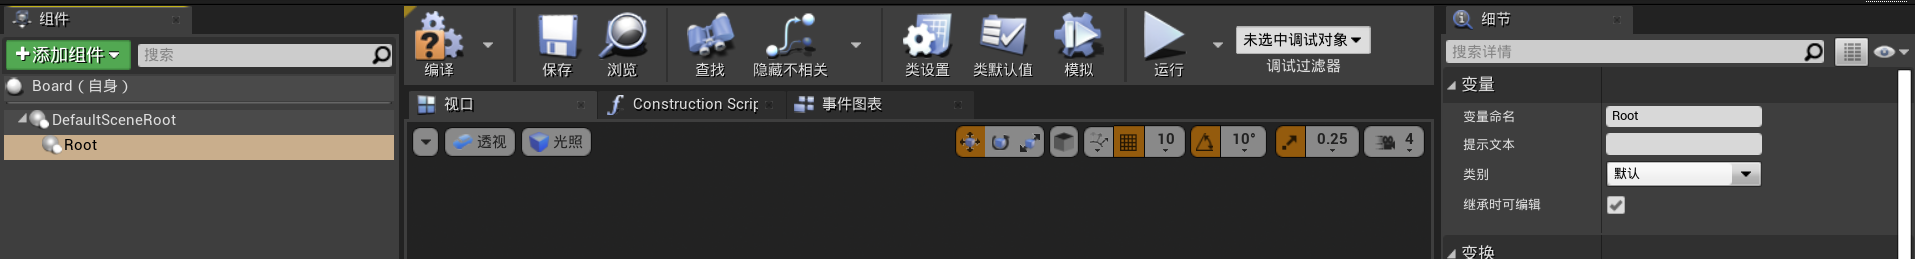 组件
添加组件
搜索
Board（自身）
DefaultSceneRoot
Root
编译
保存
浏览
查找
隐藏不相关
类设置
类默认值
模拟
运行
未选中调试对象
调试过滤器
视口
Construction Scrip
事件图表
透视
光照
10
10°
0.25
4
细节
搜索详情
变量
变量命名
Root
提示文本
类别
默认
继承时可编辑
变换